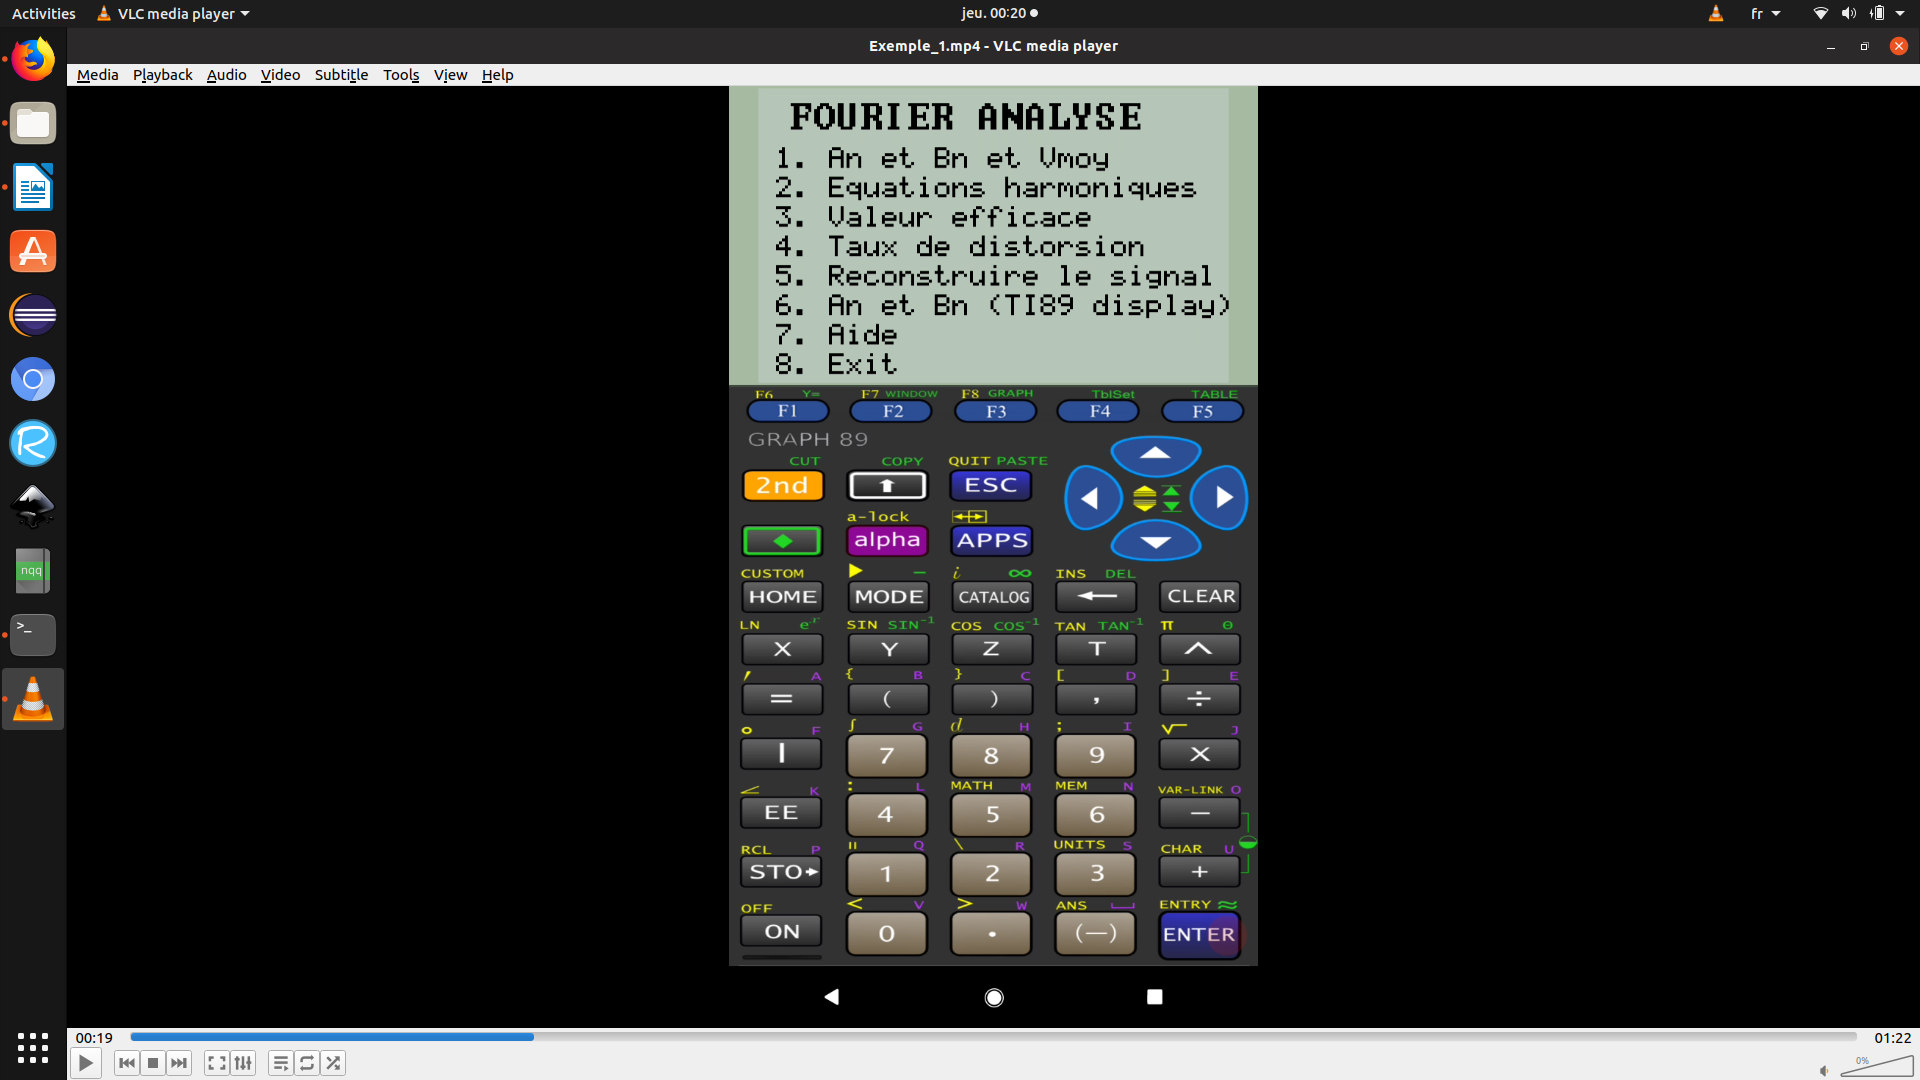 Activities VLC media player jeu. 00:20 fr
Exemple_1.mp4 - VLC media player
Media Playback Audio Video Subtitle Tools View Help
FOURIER ANALYSE
1. An et Bn et Vmoy
2. Equations harmoniques
3. Valeur efficace
4. Taux de distorsion
5. Reconstruire le signal
6. An et Bn (TI89 display)
7. Aide
8. Exit
F6 Y= F7 WINDOW F8 GRAPH TblSet TABLE
F1 F2 F3 F4 F5
GRAPH 89
CUT COPY QUIT PASTE
2nd ESC
a-lock
alpha APPS
CUSTOM i ∞ INS DEL
HOME MODE CATALOG CLEAR
LN eˣ SIN SIN⁻¹ COS COS⁻¹ TAN TAN⁻¹ π Θ
X Y Z T ^
' A { B } C [ D ] E
= ( ) , ÷
° F ∫ G d H ; I √ J
| 7 8 9 X
∠ K : L MATH M MEM N VAR-LINK O
EE 4 5 6 −
RCL P " Q \ R UNITS S CHAR U
STO► 1 2 3 +
OFF < V > W ANS ENTRY ≈
ON 0 . (—) ENTER
nqq
>_
00:19 01:22
0%